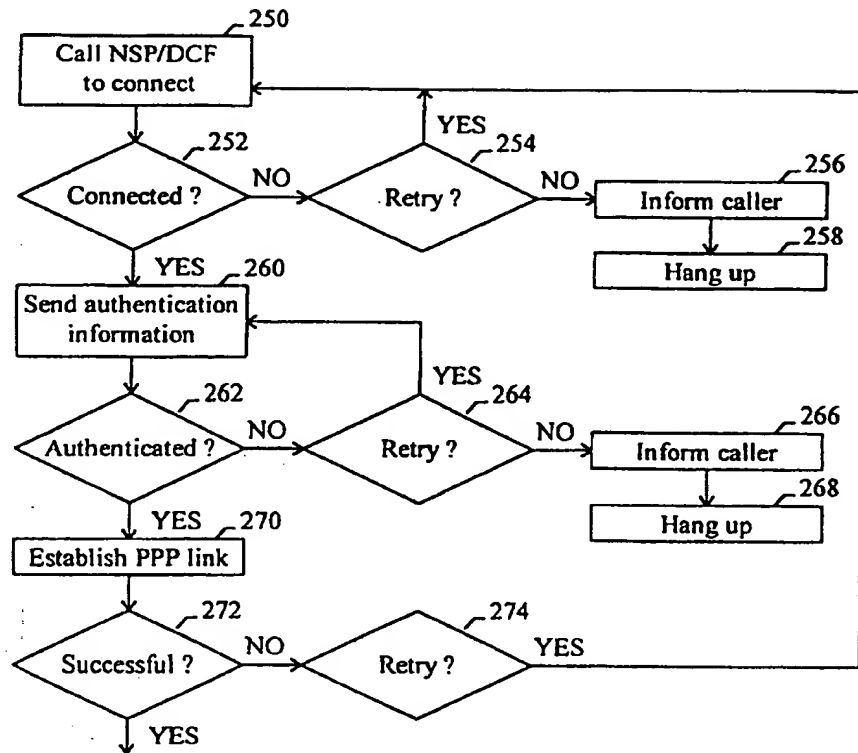 250
Call NSP/DCF
to connect
YES
252
254
256
Connected ?
NO
Retry ?
NO
Inform caller
258
Hang up
YES
260
Send authentication
information
YES
262
264
266
Authenticated ?
NO
Retry ?
NO
Inform caller
268
Hang up
YES
270
Establish PPP link
272
274
Successful ?
NO
Retry ?
YES
YES